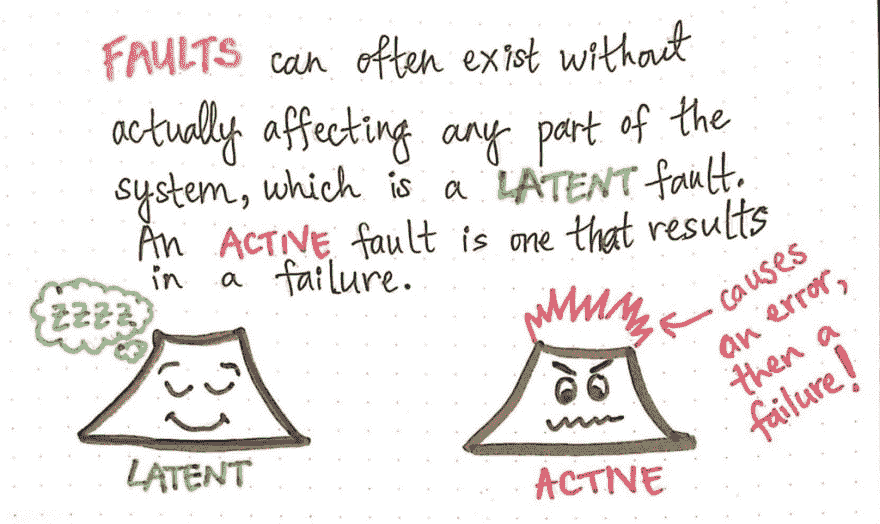 FAULTS can often exist without
actually affecting any part of the
system, which is a LATENT fault.
An ACTIVE fault is one that results
in a failure.
causes
an error,
then a
failure!
ZZZZ
LATENT
ACTIVE